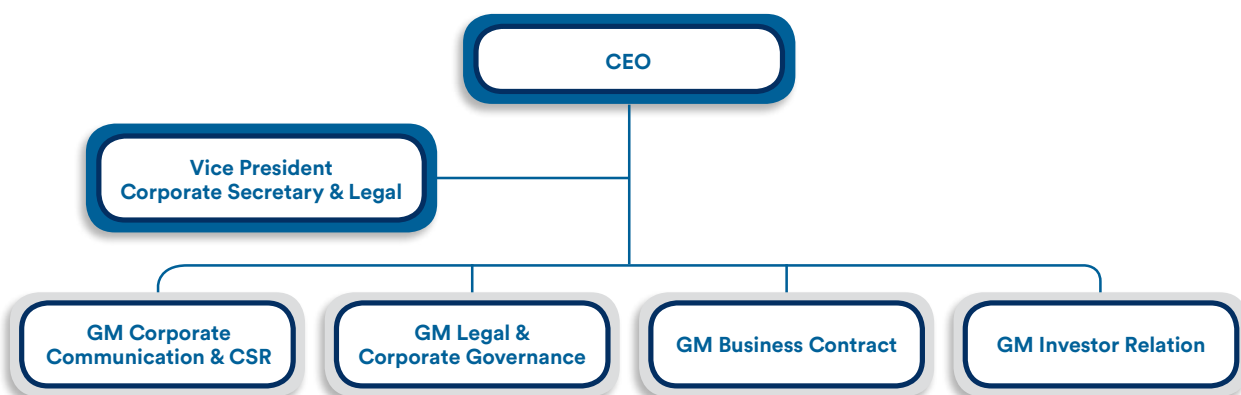 CEO
Vice President
Corporate Secretary & Legal
GM Corporate
Communication & CSR
GM Legal &
Corporate Governance
GM Business Contract
GM Investor Relation